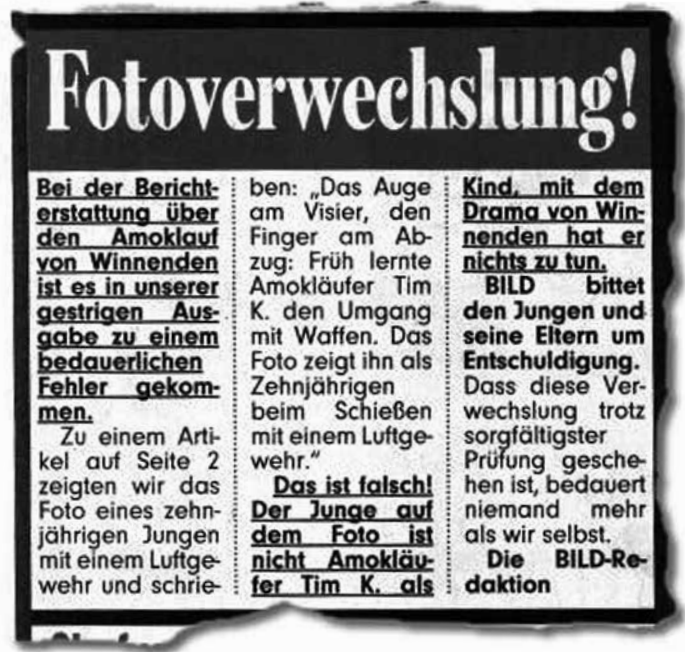 Fotoverwechslung!
Bei der Bericht-
erstattung über
den Amoklauf
von Winnenden
ist es in unserer
gestrigen Aus-
gabe zu einem
bedauerlichen
Fehler gekom-
men.
Zu einem Arti-
kel auf Seite 2
zeigten wir das
Foto eines zehn-
jährigen Jungen
mit einem Luftge-
wehr und schrie-
ben: „Das Auge
am Visier, den
Finger am Ab-
zug: Früh lernte
Amokläufer Tim
K. den Umgang
mit Waffen. Das
Foto zeigt ihn als
Zehnjährigen
beim Schießen
mit einem Luftge-
wehr.“
Das ist falsch!
Der Junge auf
dem Foto ist
nicht Amokläu-
fer Tim K. als
Kind, mit dem
Drama von Win-
nenden hat er
nichts zu tun.
BILD bittet
den Jungen und
seine Eltern um
Entschuldigung.
Dass diese Ver-
wechslung trotz
sorgfältigster
Prüfung gesche-
hen ist, bedauert
niemand mehr
als wir selbst.
Die BILD-Re-
daktion